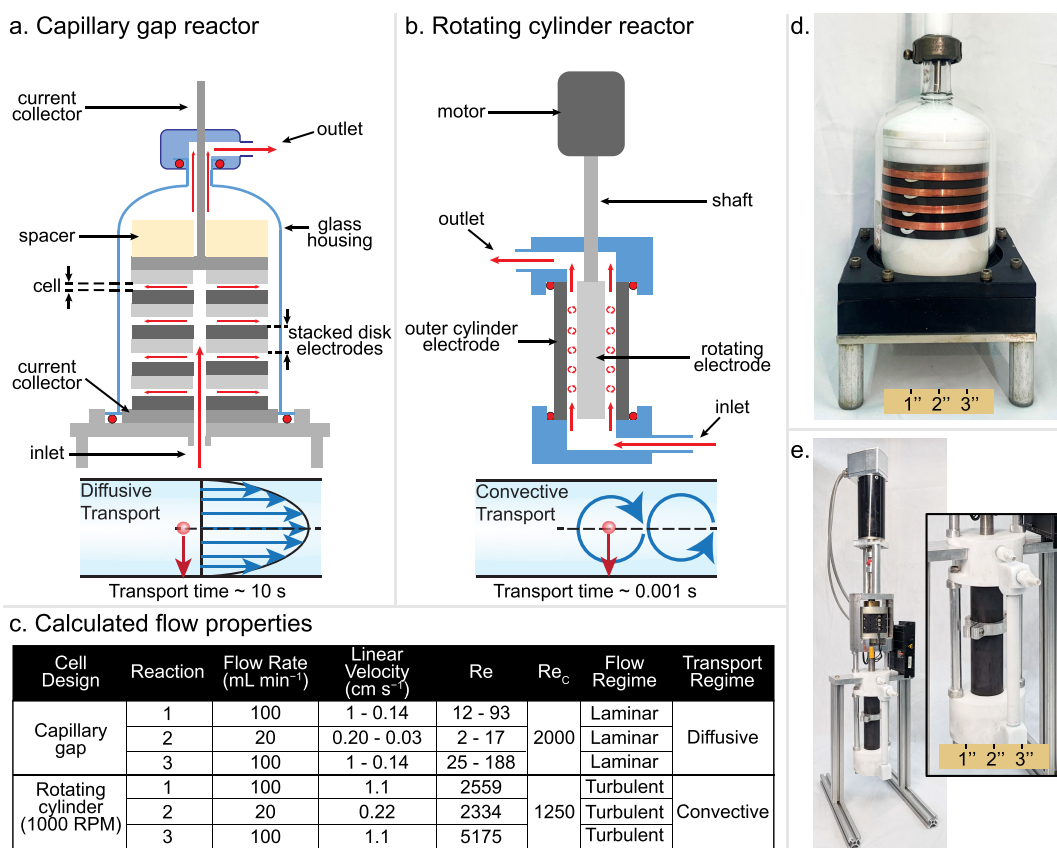 a. Capillary gap reactor
current
collector
outlet
spacer
glass
housing
cell
stacked disk
electrodes
current
collector
inlet
Diffusive
Transport
Transport time ~ 10 s
b. Rotating cylinder reactor
motor
shaft
outlet
outer cylinder
electrode
rotating
electrode
inlet
Convective
Transport
Transport time ~ 0.001 s
c. Calculated flow properties
Cell Design | Reaction | Flow Rate (mL min⁻¹) | Linear Velocity (cm s⁻¹) | Re | Re_C | Flow Regime | Transport Regime
Capillary gap | 1 | 100 | 1 - 0.14 | 12 - 93 | 2000 | Laminar | Diffusive
2 | 20 | 0.20 - 0.03 | 2 - 17 | Laminar
3 | 100 | 1 - 0.14 | 25 - 188 | Laminar
Rotating cylinder (1000 RPM) | 1 | 100 | 1.1 | 2559 | 1250 | Turbulent | Convective
2 | 20 | 0.22 | 2334 | Turbulent
3 | 100 | 1.1 | 5175 | Turbulent
d.
1’’ 2’’ 3’’
e.
1’’ 2’’ 3’’